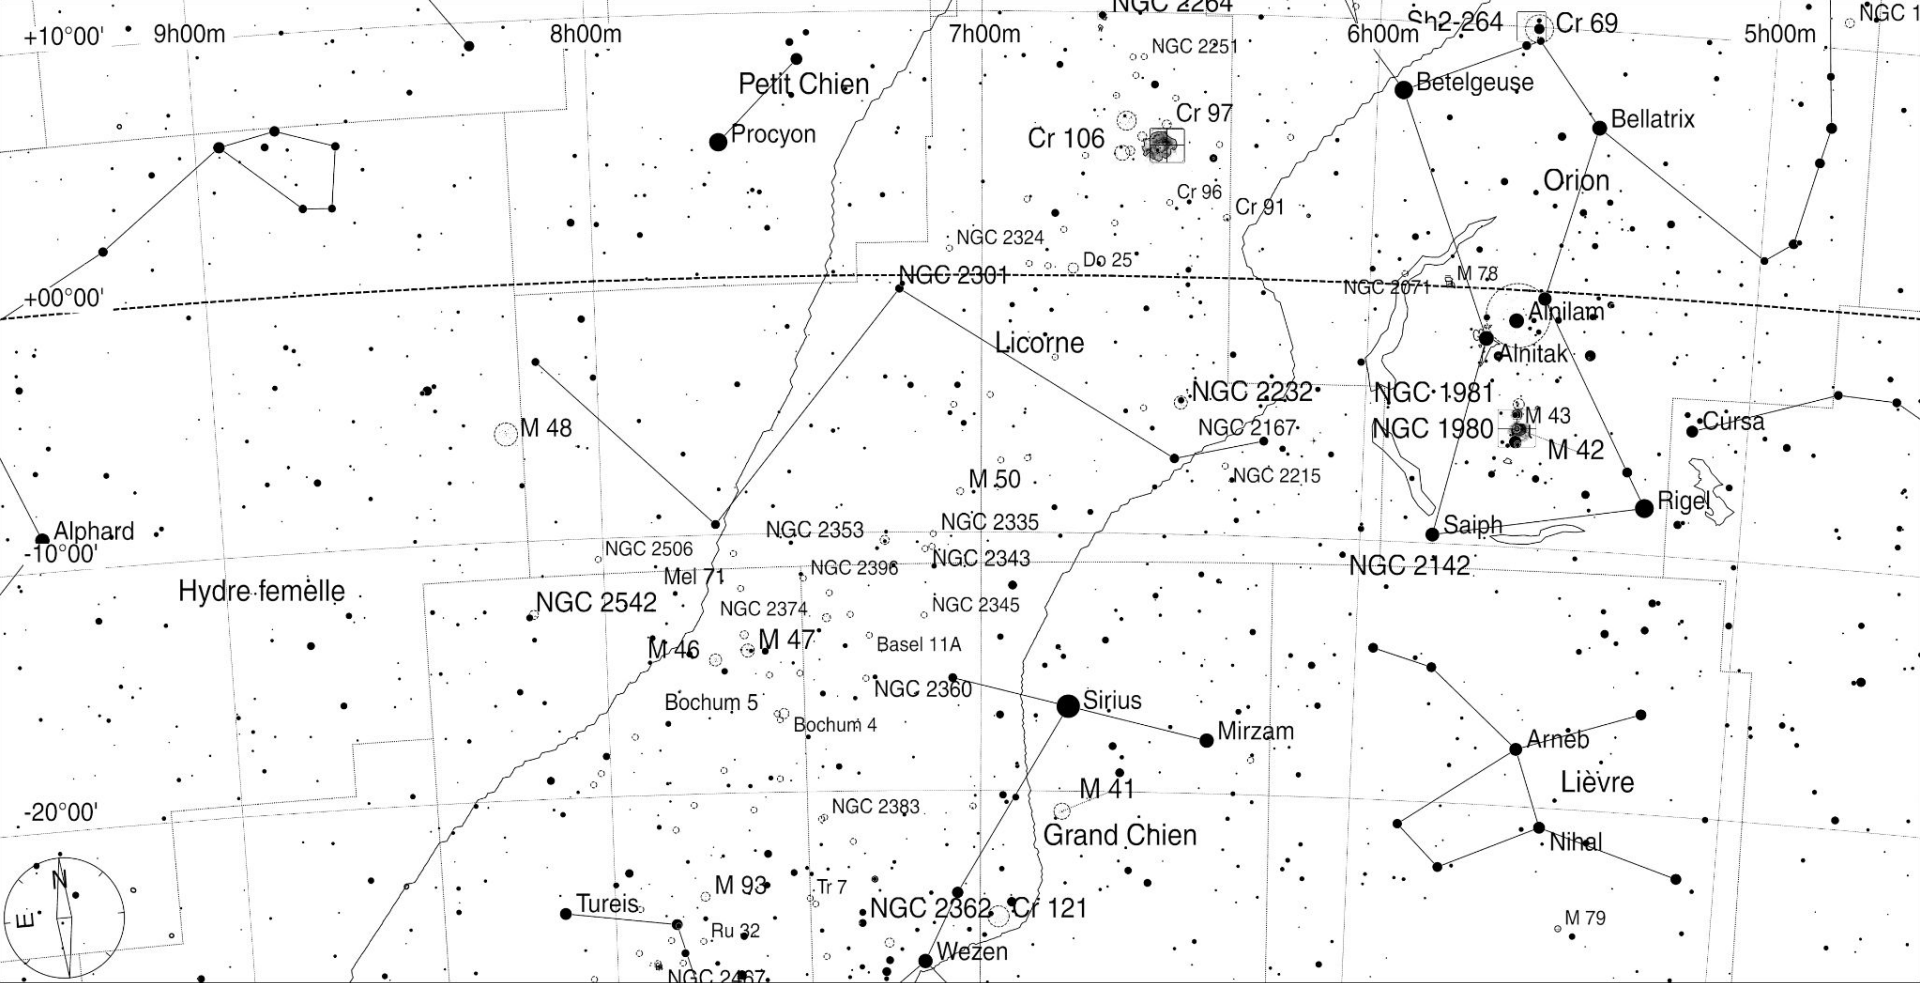 NGC 2264
Sh2-264
Cr 69
NGC 1
+10°00'
9h00m
8h00m
7h00m
6h00m
5h00m
NGC 2251
Petit Chien
Betelgeuse
Cr 97
Bellatrix
Procyon
Cr 106
Orion
Cr 96
Cr 91
NGC 2324
Do 25
NGC 2301
M 78
NGC 2071
+00°00'
Alnilam
Licorne
Alnitak
NGC 2232
NGC 1981
M 43
Cursa
M 48
NGC 2167
NGC 1980
M 42
M 50
NGC 2215
Rigel
Alphard
NGC 2353
NGC 2335
Saiph
-10°00'
NGC 2506
NGC 2343
Mel 71
NGC 2396
NGC 2142
Hydre femelle
NGC 2542
NGC 2374
NGC 2345
M 46
M 47
Basel 11A
NGC 2360
Bochum 5
Sirius
Bochum 4
Mirzam
Arneb
Lièvre
M 41
-20°00'
NGC 2383
Grand Chien
Nihal
N
E
M 93
Tr 7
Tureis
NGC 2362
Cr 121
M 79
Ru 32
Wezen
NGC 2467